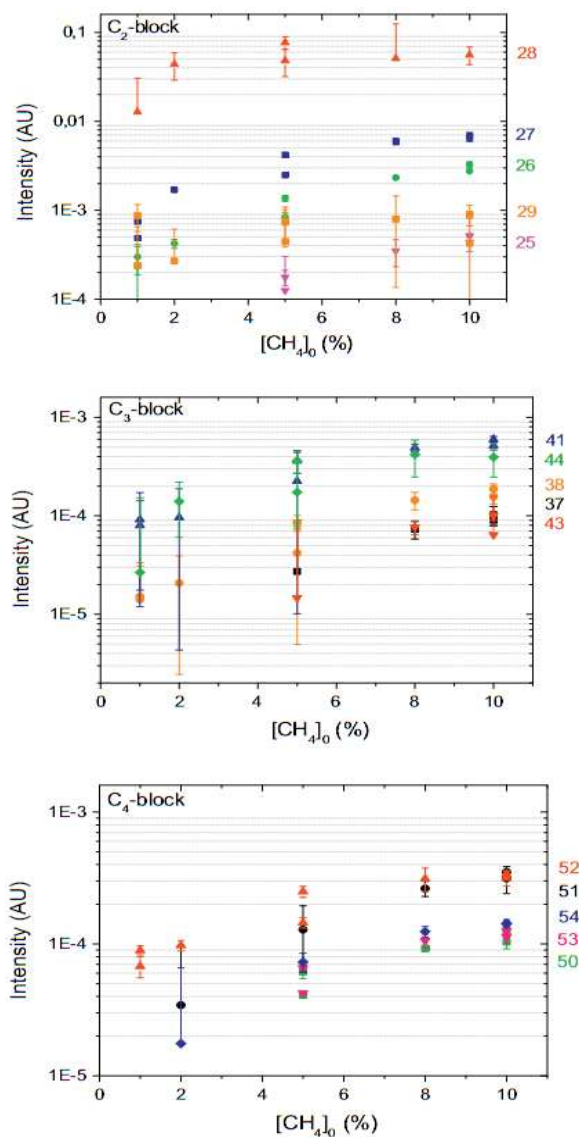 C₂-block
0,1
0,01
1E-3
1E-4
Intensity (AU)
28
27
26
29
25
0 2 4 6 8 10
[CH₄]₀ (%)
C₃-block
1E-3
1E-4
1E-5
Intensity (AU)
41
44
38
37
43
0 2 4 6 8 10
[CH₄]₀ (%)
C₄-block
1E-3
1E-4
1E-5
Intensity (AU)
52
51
54
53
50
0 2 4 6 8 10
[CH₄]₀ (%)